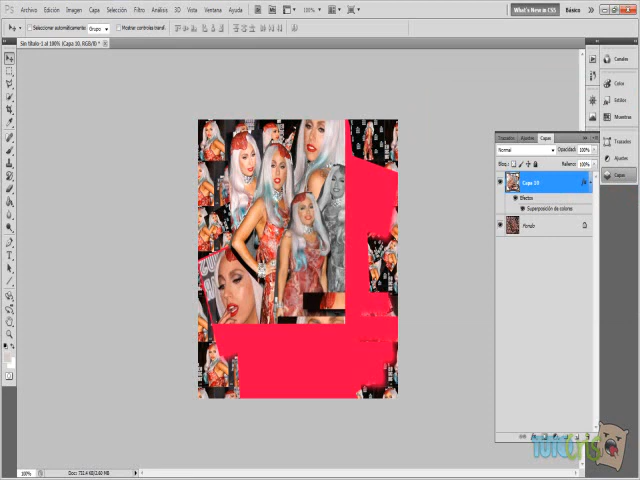 Ps Archivo Edición Imagen Capa Selección Filtro Análisis 3D Vista Ventana Ayuda 100% What's New in CS5 Básico
Seleccionar automáticamente: Grupo Mostrar controles transf.
Sin título-1 al 100% (Capa 10, RGB/8) *
Canales
Color
Estilos
Muestras
Trazados
Ajustes
Capas
Trazados Ajustes Capas
Normal Opacidad: 100%
Bloq.: Relleno: 100%
Capa 10 fx
Efectos
Superposición de colores
Fondo
100% Doc: 732.4 KB/2.60 MB